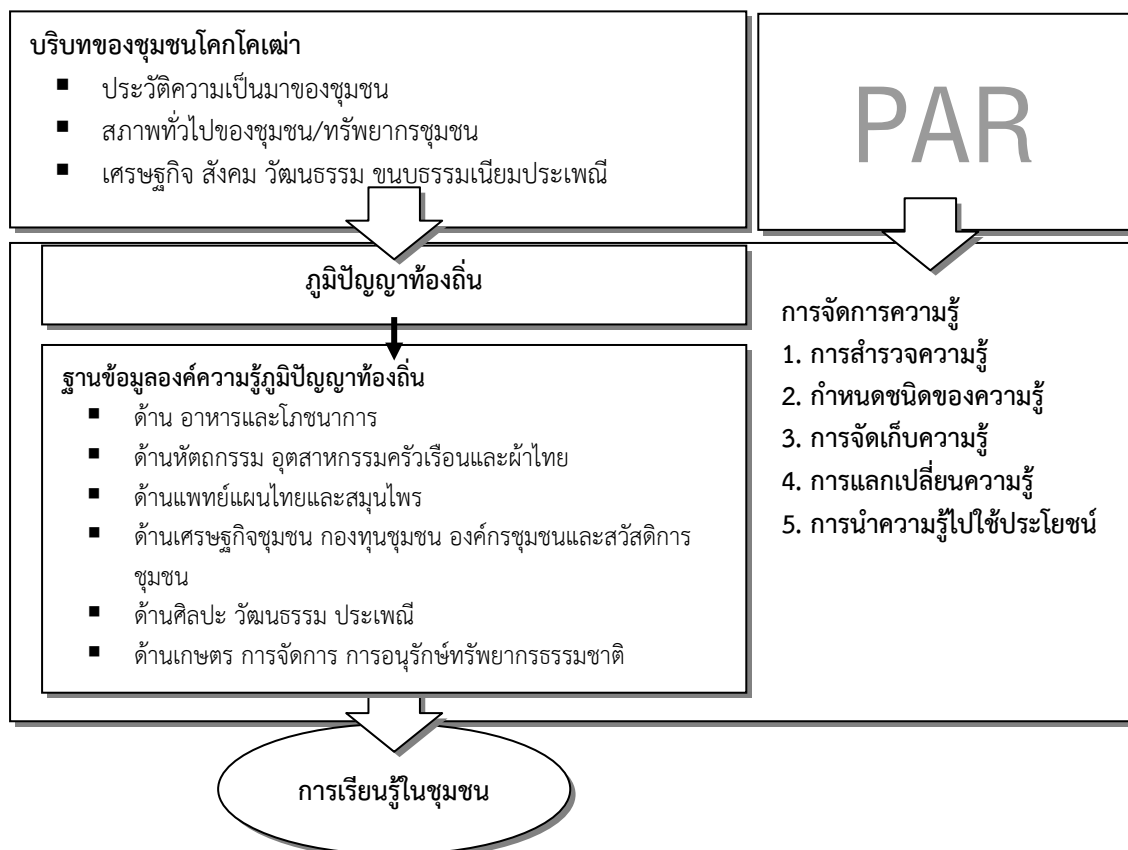 บริบทของชุมชนโคกโคเฒ่า
■ ประวัติความเป็นมาของชุมชน
■ สภาพทั่วไปของชุมชน/ทรัพยากรชุมชน
■ เศรษฐกิจ สังคม วัฒนธรรม ขนบธรรมเนียมประเพณี
PAR
ภูมิปัญญาท้องถิ่น
ฐานข้อมูลองค์ความรู้ภูมิปัญญาท้องถิ่น
■ ด้าน อาหารและโภชนาการ
■ ด้านหัตถกรรม อุตสาหกรรมครัวเรือนและผ้าไทย
■ ด้านแพทย์แผนไทยและสมุนไพร
■ ด้านเศรษฐกิจชุมชน กองทุนชุมชน องค์กรชุมชนและสวัสดิการ
ชุมชน
■ ด้านศิลปะ วัฒนธรรม ประเพณี
■ ด้านเกษตร การจัดการ การอนุรักษ์ทรัพยากรธรรมชาติ
การจัดการความรู้
1. การสำรวจความรู้
2. กำหนดชนิดของความรู้
3. การจัดเก็บความรู้
4. การแลกเปลี่ยนความรู้
5. การนำความรู้ไปใช้ประโยชน์
การเรียนรู้ในชุมชน